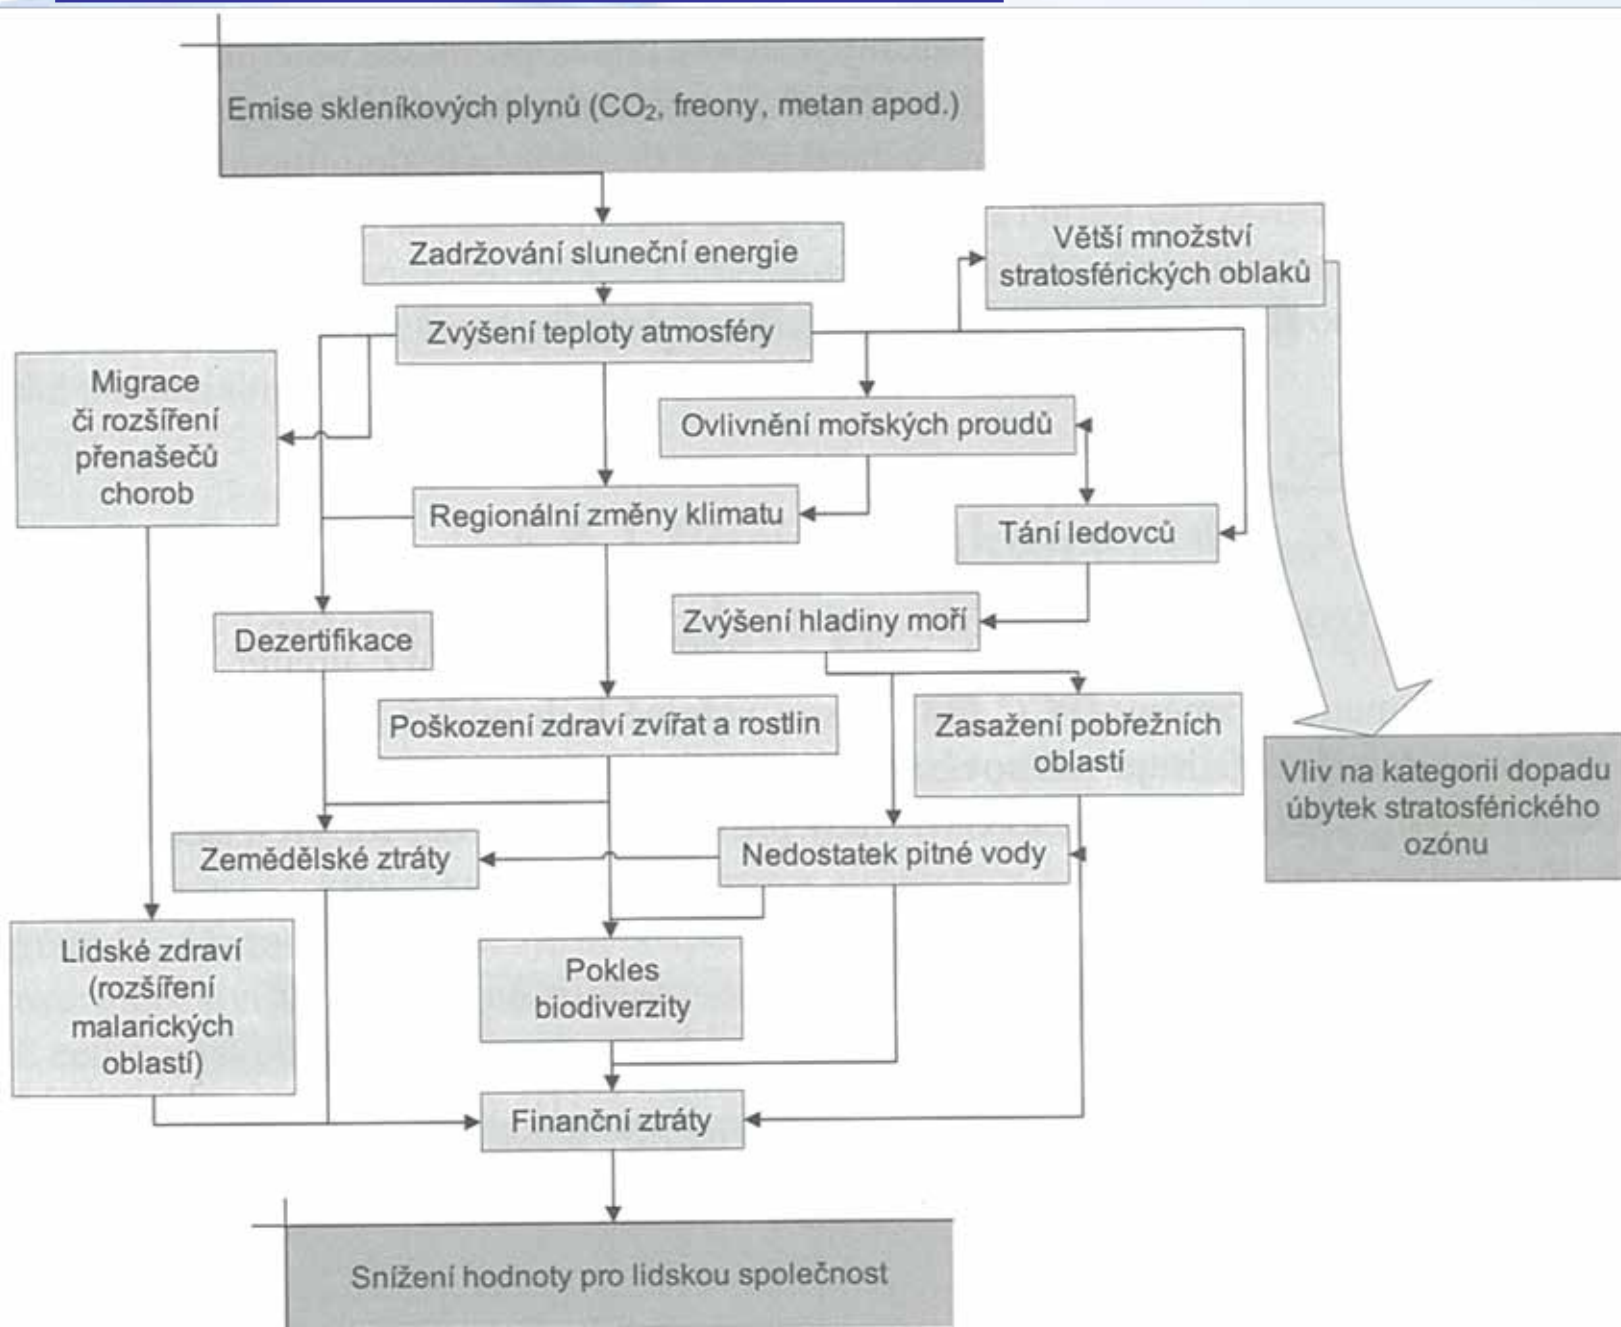 Emise skleníkových plynů (CO₂, freony, metan apod.)
Zadržování sluneční energie
Větší množství
stratosférických oblaků
Zvýšení teploty atmosféry
Migrace
či rozšíření
přenašečů
chorob
Ovlivnění mořských proudů
Regionální změny klimatu
Tání ledovců
Zvýšení hladiny moří
Dezertifikace
Poškození zdraví zvířat a rostlin
Zasažení pobřežních
oblastí
Vliv na kategorii dopadu
úbytek stratosférického
ozónu
Zemědělské ztráty
Nedostatek pitné vody
Lidské zdraví
(rozšíření
malarických
oblastí)
Pokles
biodiverzity
Finanční ztráty
Snížení hodnoty pro lidskou společnost